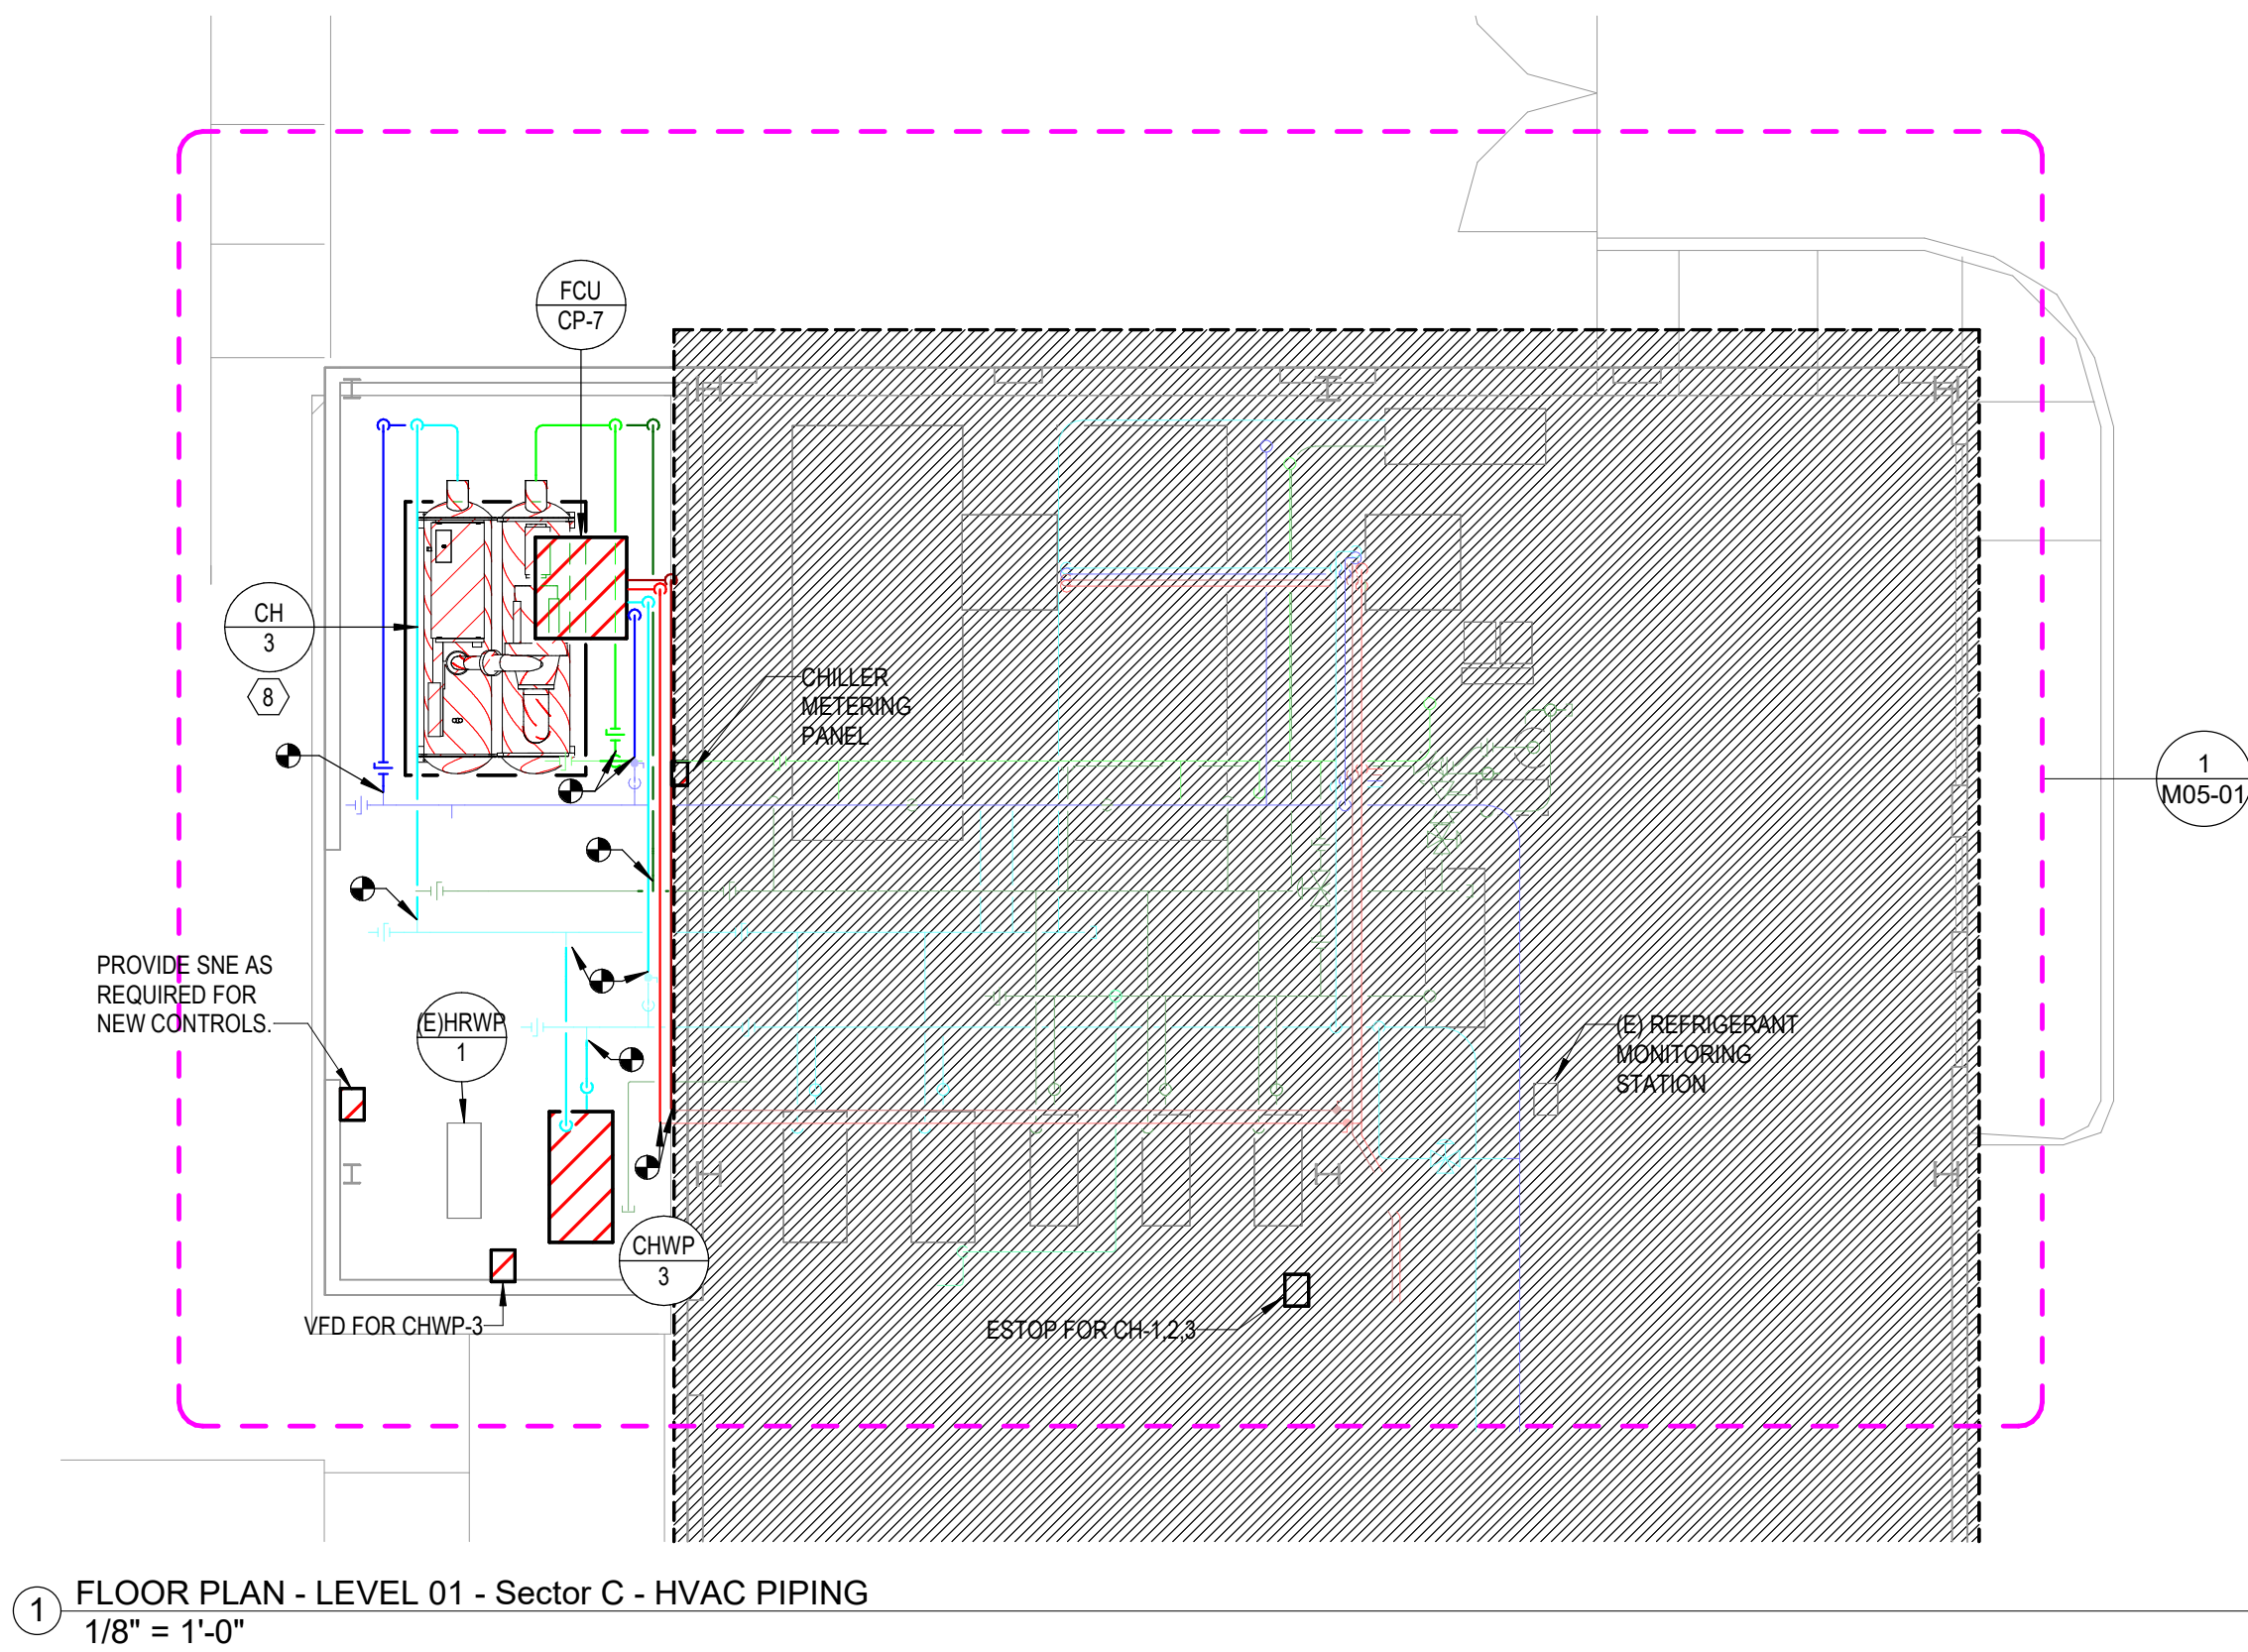 FCU
CP-7
CH
3
8
CHILLER
METERING
PANEL
1
M05-01
PROVIDE SNE AS
REQUIRED FOR
NEW CONTROLS.
(E)HRWP
1
(E) REFRIGERANT
MONITORING
STATION
CHWP
3
VFD FOR CHWP-3
ESTOP FOR CH-1,2,3
1
FLOOR PLAN - LEVEL 01 - Sector C - HVAC PIPING
1/8" = 1'-0"